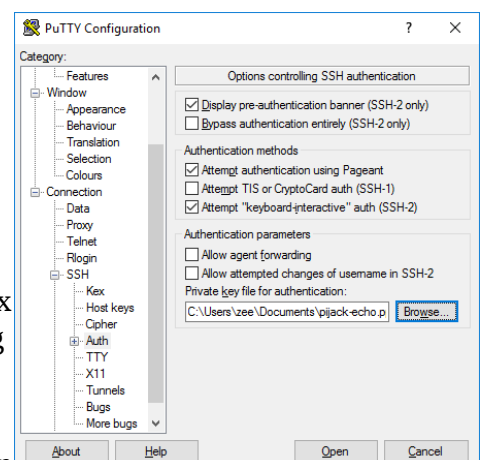 PuTTY Configuration
?
Category:
Features
Window
Appearance
Behaviour
Translation
Selection
Colours
Connection
Data
Proxy
Telnet
Rlogin
SSH
Kex
Host keys
Cipher
Auth
TTY
X11
Tunnels
Bugs
More bugs
Options controlling SSH authentication
Display pre-authentication banner (SSH-2 only)
Bypass authentication entirely (SSH-2 only)
Authentication methods
Attempt authentication using Pageant
Attempt TIS or CryptoCard auth (SSH-1)
Attempt "keyboard-interactive" auth (SSH-2)
Authentication parameters
Allow agent forwarding
Allow attempted changes of username in SSH-2
Private key file for authentication:
C:\Users\zee\Documents\pijack-echo.p
Browse...
About
Help
Open
Cancel
x
g